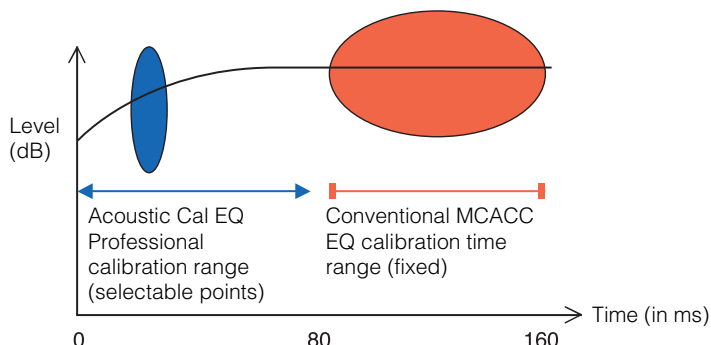 Level
(dB)
Acoustic Cal EQ
Professional
calibration range
(selectable points)
Conventional MCACC
EQ calibration time
range (fixed)
Time (in ms)
0
80
160